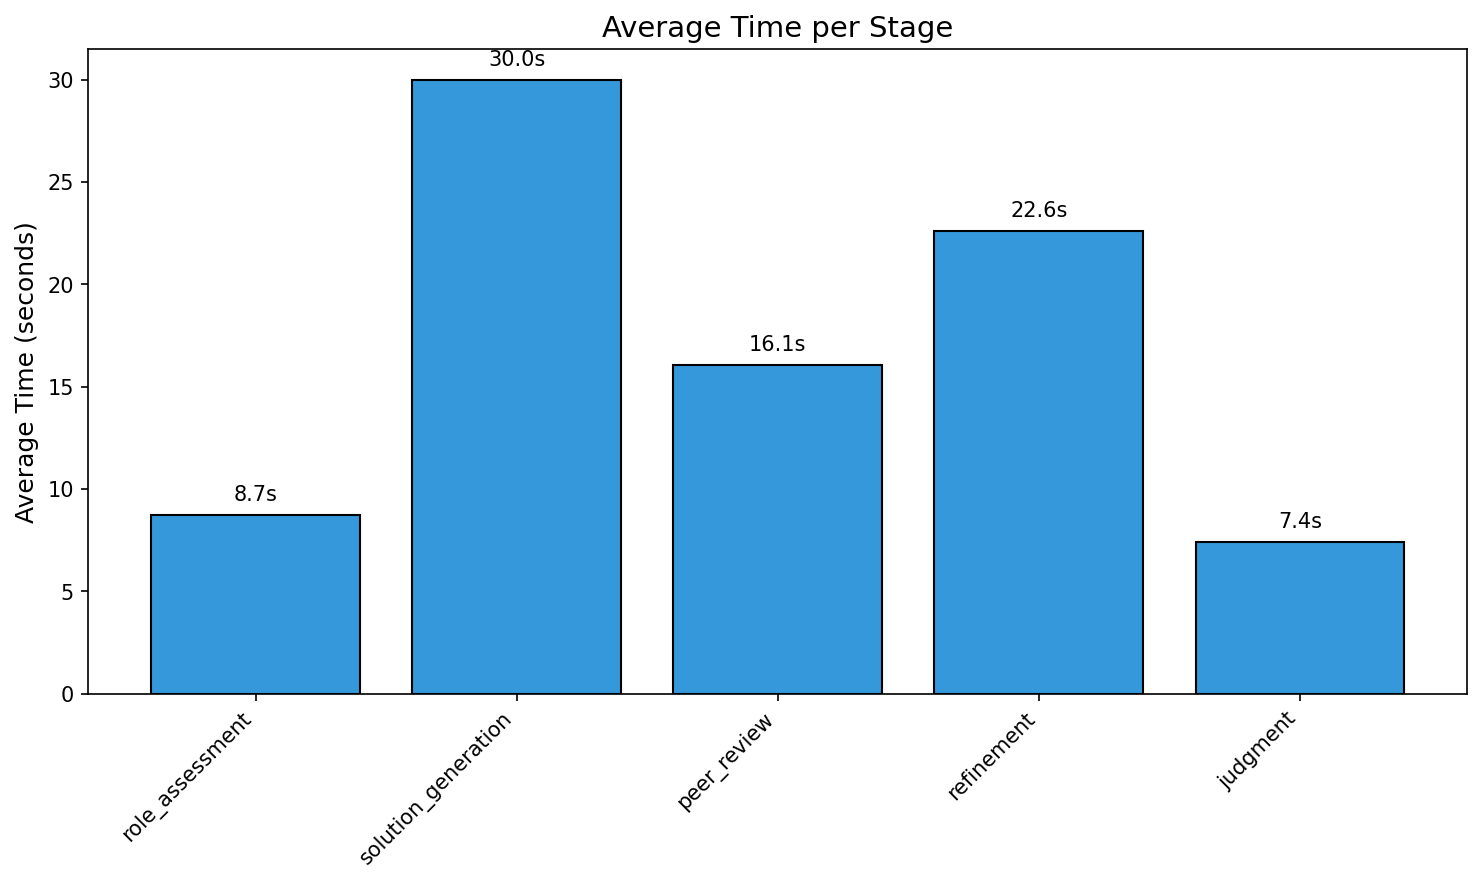 Average Time per Stage
Average Time (seconds)
30
25
20
15
10
5
0
8.7s
30.0s
16.1s
22.6s
7.4s
role_assessment
solution_generation
peer_review
refinement
judgment